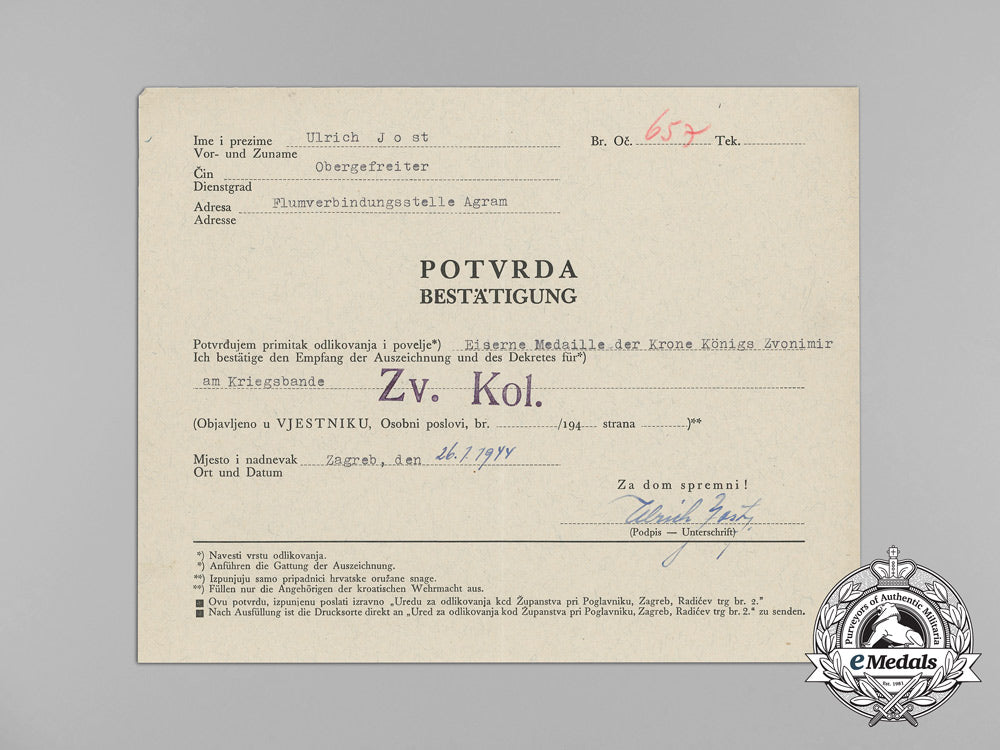 Ime i prezime Ulrich J o s t Br. Oč. 657 Tek.
Vor- und Zuname
Čin Obergefreiter
Dienstgrad
Adresa Flumverbindungsstelle Agram
Adresse
POTVRDA
BESTÄTIGUNG
Potvrđujem primitak odlikovanja i povelje*) Eiserne Medaille der Krone Königs Zvonimir
Ich bestätige den Empfang der Auszeichnung und des Dekretes für*)
am Kriegsbande Zv. Kol.
(Objavljeno u VJESTNIKU, Osobni poslovi, br. /194 strana )**
Mjesto i nadnevak Zagreb, den 26.1.1944
Ort und Datum
Za dom spremni!
Ulrich Jost.
(Podpis — Unterschrift)
*) Navesti vrstu odlikovanja.
*) Anführen die Gattung der Auszeichnung.
**) Izpunjuju samo pripadnici hrvatske oružane snage.
**) Füllen nur die Angehörigen der kroatischen Wehrmacht aus.
Ovu potvrdu, izpunjenu poslati izravno „Uredu za odlikovanja kcd Županstva pri Poglavniku, Zagreb, Radićev trg br. 2.”
Nach Ausfüllung ist die Drucksorte direkt an „Ured za odlikovanja kod Županstva pri Poglavniku, Zagreb, Radićev trg br. 2.“ zu senden.
Purveyors of Authentic Militaria
eMedals
Est. 1981